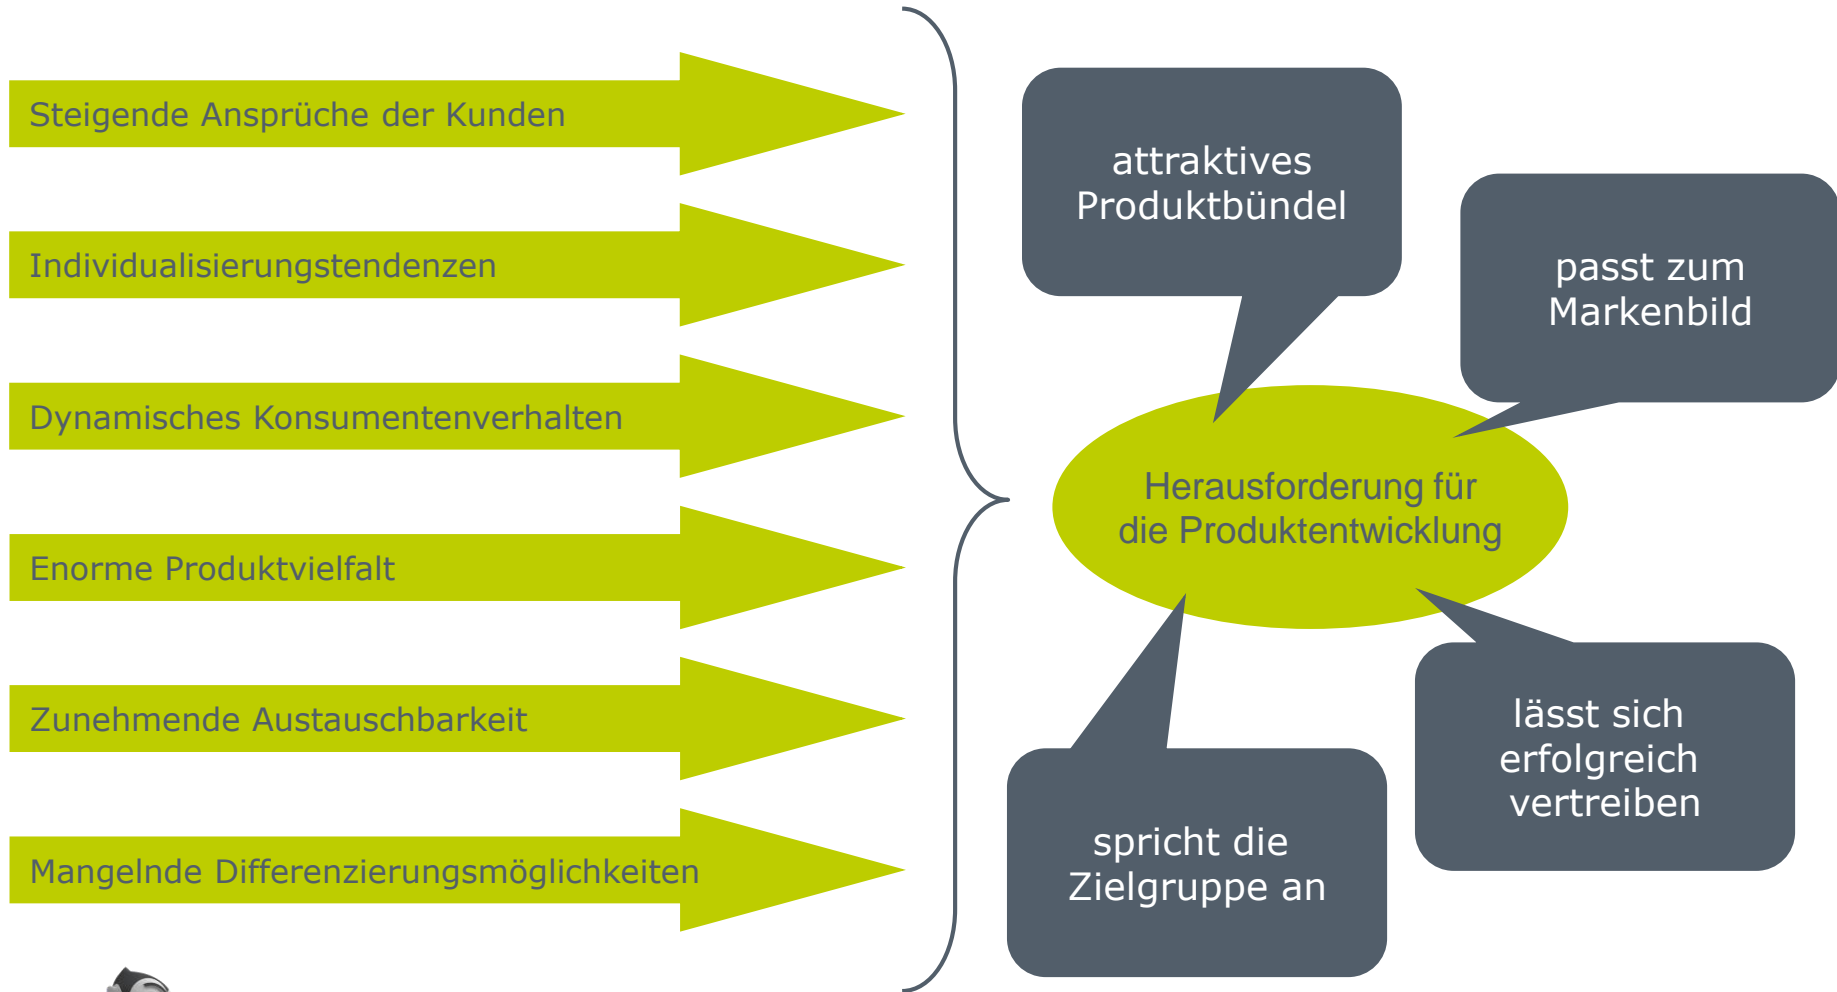 Steigende Ansprüche der Kunden
Individualisierungstendenzen
Dynamisches Konsumentenverhalten
Enorme Produktvielfalt
Zunehmende Austauschbarkeit
Mangelnde Differenzierungsmöglichkeiten
attraktives
Produktbündel
passt zum
Markenbild
Herausforderung für
die Produktentwicklung
spricht die
Zielgruppe an
lässt sich
erfolgreich
vertreiben